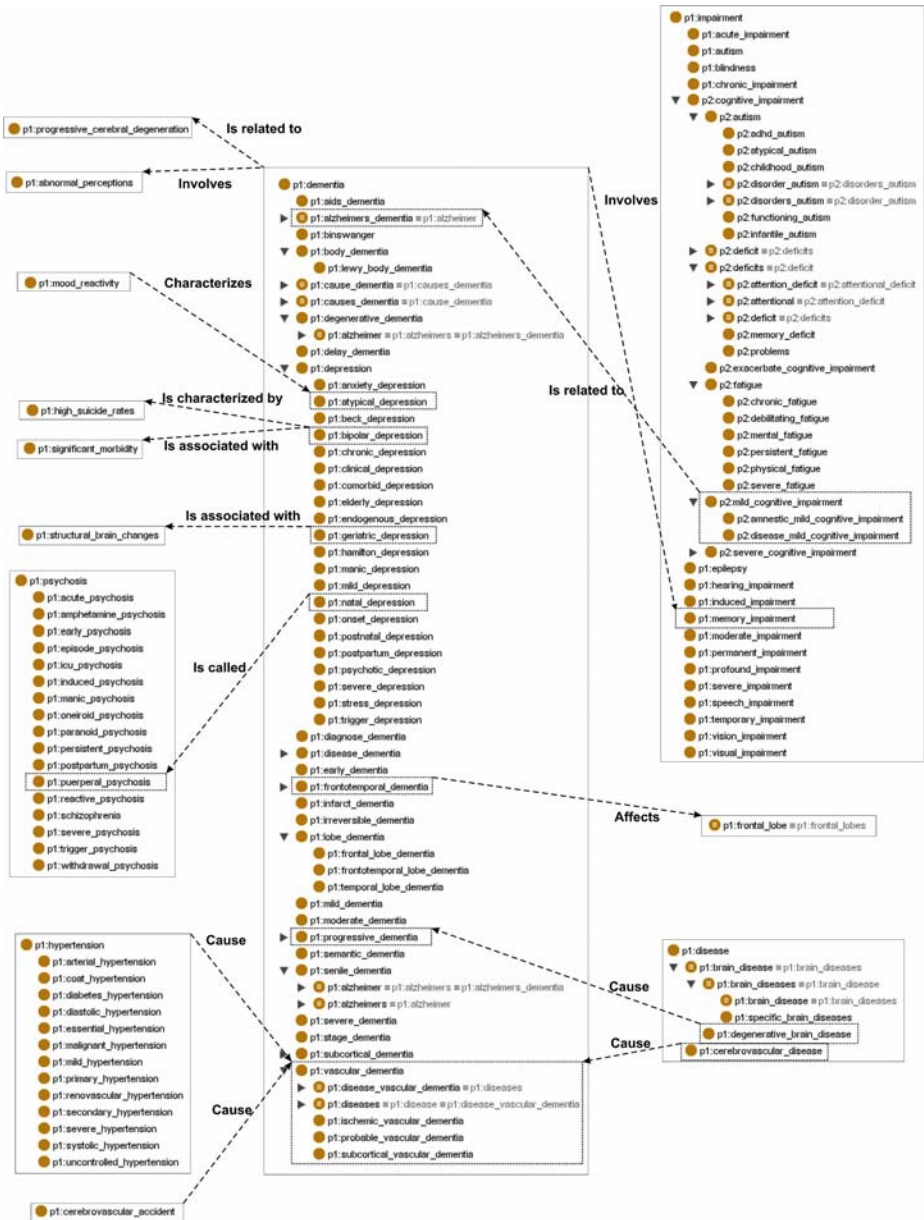 p1:progressive_cerebral_degeneration
Is related to
p1:abnormal_perceptions
Involves
p1:mood_reactivity
Characterizes
Is characterized by
p1:high_suicide_rates
p1:significant_morbidity
Is associated with
Is associated with
p1:structural_brain_changes
p1:psychosis
p1:acute_psychosis
p1:amphetamine_psychosis
p1:early_psychosis
p1:episode_psychosis
p1:icu_psychosis
p1:induced_psychosis
p1:manic_psychosis
p1:oneiroid_psychosis
p1:paranoid_psychosis
p1:persistent_psychosis
p1:postpartum_psychosis
p1:puerperal_psychosis
p1:reactive_psychosis
p1:schizophrenia
p1:severe_psychosis
p1:trigger_psychosis
p1:withdrawal_psychosis
Is called
p1:hypertension
p1:arterial_hypertension
p1:coat_hypertension
p1:diabetes_hypertension
p1:diastolic_hypertension
p1:essential_hypertension
p1:malignant_hypertension
p1:mild_hypertension
p1:primary_hypertension
p1:renovascular_hypertension
p1:secondary_hypertension
p1:severe_hypertension
p1:systolic_hypertension
p1:uncontrolled_hypertension
Cause
Cause
p1:cerebrovascular_accident
p1:dementia
p1:aids_dementia
p1:alzheimers_dementia ≡ p1:alzheimer
p1:binswanger
p1:body_dementia
p1:lewy_body_dementia
p1:cause_dementia ≡ p1:causes_dementia
p1:causes_dementia ≡ p1:cause_dementia
p1:degenerative_dementia
p1:alzheimer ≡ p1:alzheimers ≡ p1:alzheimers_dementia
p1:delay_dementia
p1:depression
p1:anxiety_depression
p1:atypical_depression
p1:beck_depression
p1:bipolar_depression
p1:chronic_depression
p1:clinical_depression
p1:comorbid_depression
p1:elderly_depression
p1:endogenous_depression
p1:geriatric_depression
p1:hamilton_depression
p1:manic_depression
p1:mild_depression
p1:natal_depression
p1:onset_depression
p1:postnatal_depression
p1:postpartum_depression
p1:psychotic_depression
p1:severe_depression
p1:stress_depression
p1:trigger_depression
p1:diagnose_dementia
p1:disease_dementia
p1:early_dementia
p1:frontotemporal_dementia
p1:infarct_dementia
p1:irreversible_dementia
p1:lobe_dementia
p1:frontal_lobe_dementia
p1:frontotemporal_lobe_dementia
p1:temporal_lobe_dementia
p1:mild_dementia
p1:moderate_dementia
p1:progressive_dementia
p1:semantic_dementia
p1:senile_dementia
p1:alzheimer ≡ p1:alzheimers ≡ p1:alzheimers_dementia
p1:alzheimers ≡ p1:alzheimer
p1:severe_dementia
p1:stage_dementia
p1:subcortical_dementia
p1:vascular_dementia
p1:disease_vascular_dementia ≡ p1:diseases
p1:diseases ≡ p1:disease ≡ p1:disease_vascular_dementia
p1:ischemic_vascular_dementia
p1:probable_vascular_dementia
p1:subcortical_vascular_dementia
Involves
Is related to
p1:impairment
p1:acute_impairment
p1:autism
p1:blindness
p1:chronic_impairment
p2:cognitive_impairment
p2:autism
p2:adhd_autism
p2:atypical_autism
p2:childhood_autism
p2:disorder_autism ≡ p2:disorders_autism
p2:disorders_autism ≡ p2:disorder_autism
p2:functioning_autism
p2:infantile_autism
p2:deficit ≡ p2:deficits
p2:deficits ≡ p2:deficit
p2:attention_deficit ≡ p2:attentional_deficit
p2:attentional ≡ p2:attention_deficit
p2:deficit ≡ p2:deficits
p2:memory_deficit
p2:problems
p2:exacerbate_cognitive_impairment
p2:fatigue
p2:chronic_fatigue
p2:debilitating_fatigue
p2:mental_fatigue
p2:persistent_fatigue
p2:physical_fatigue
p2:severe_fatigue
p2:mild_cognitive_impairment
p2:amnestic_mild_cognitive_impairment
p2:disease_mild_cognitive_impairment
p2:severe_cognitive_impairment
p1:epilepsy
p1:hearing_impairment
p1:induced_impairment
p1:memory_impairment
p1:moderate_impairment
p1:permanent_impairment
p1:profound_impairment
p1:severe_impairment
p1:speech_impairment
p1:temporary_impairment
p1:vision_impairment
p1:visual_impairment
Affects
p1:frontal_lobe ≡ p1:frontal_lobes
p1:disease
p1:brain_disease ≡ p1:brain_diseases
p1:brain_diseases ≡ p1:brain_disease
p1:brain_disease ≡ p1:brain_diseases
p1:specific_brain_diseases
p1:degenerative_brain_disease
p1:cerebrovascular_disease
Cause
Cause